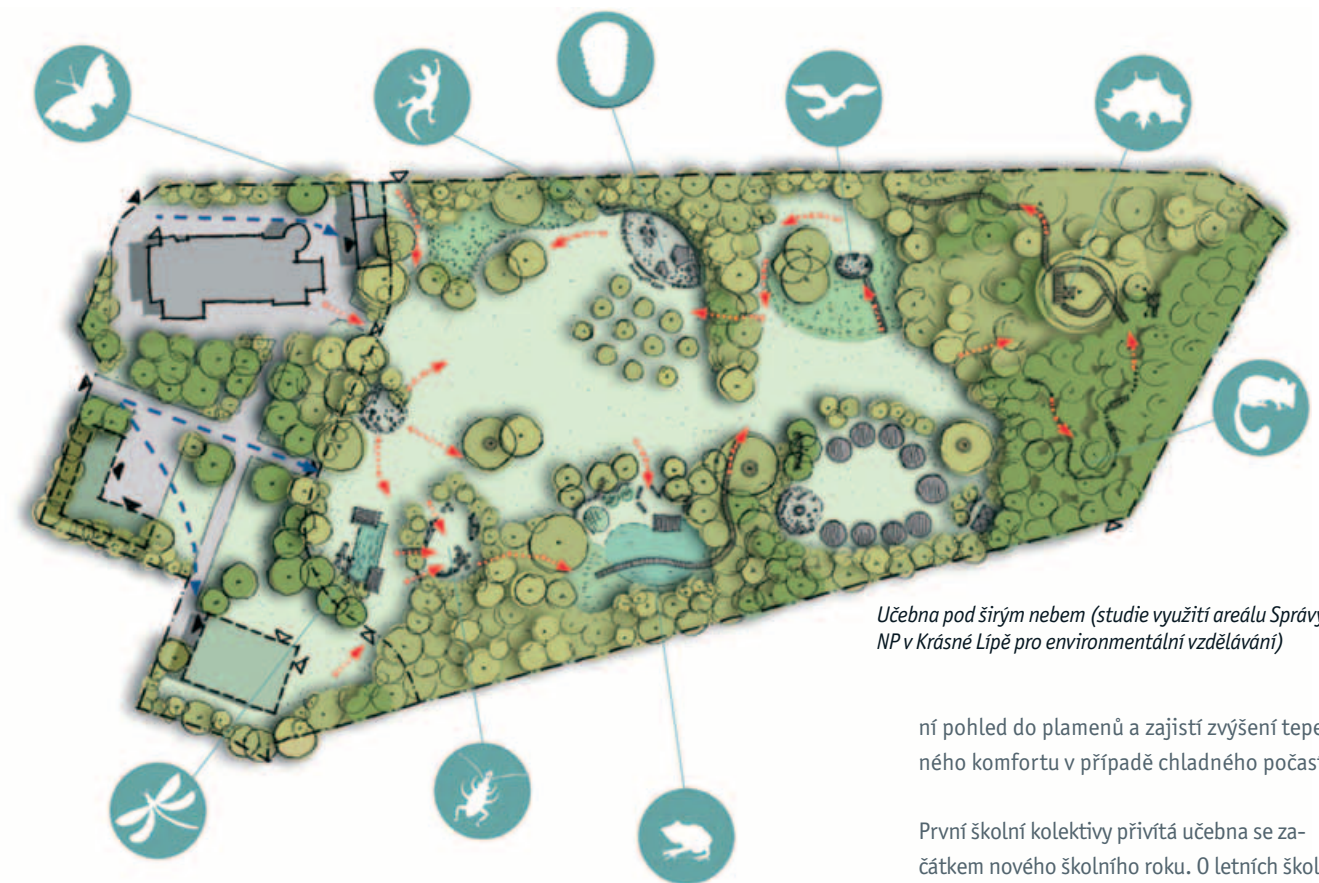 Učebna pod širým nebem (studie využití areálu Správy
NP v Krásné Lípě pro environmentální vzdělávání)
ní pohled do plamenů a zajistí zvýšení tepe
ného komfortu v případě chladného počas
První školní kolektivy přivítá učebna se za-
čátkem nového školního roku. O letních škol